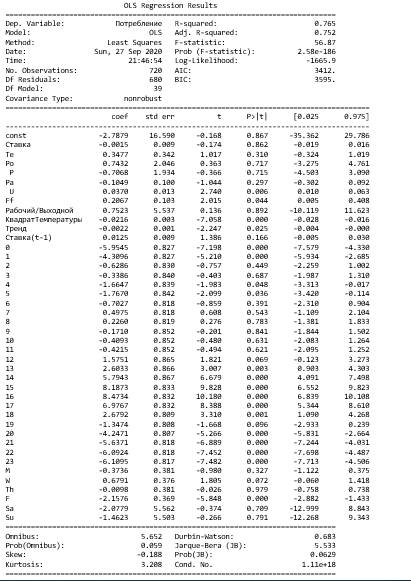 OLS Regression Results
Dep. Variable: Потребление R-squared: 0.765
Model: OLS Adj. R-squared: 0.752
Method: Least Squares F-statistic: 56.87
Date: Sun, 27 Sep 2020 Prob (F-statistic): 2.58e-186
Time: 21:46:54 Log-Likelihood: -1665.9
No. Observations: 720 AIC: 3412.
Df Residuals: 680 BIC: 3595.
Df Model: 39
Covariance Type: nonrobust
coef std err t P>|t| [0.025 0.975]
const -2.7879 16.590 -0.168 0.867 -35.362 29.786
Ставка -0.0015 0.009 -0.174 0.862 -0.019 0.016
Te 0.3477 0.342 1.017 0.310 -0.324 1.019
Po 0.7432 2.046 0.363 0.717 -3.275 4.761
P -0.7068 1.934 -0.366 0.715 -4.503 3.090
Pa -0.1049 0.100 -1.044 0.297 -0.302 0.092
U 0.0370 0.013 2.740 0.006 0.010 0.063
Ff 0.2067 0.103 2.015 0.044 0.005 0.408
Рабочий/Выходной 0.7523 5.537 0.136 0.892 -10.119 11.623
КвадратТемпературы -0.0216 0.003 -7.058 0.000 -0.028 -0.016
Тренд -0.0022 0.001 -2.247 0.025 -0.004 -0.000
Ставка(t-1) 0.0125 0.009 1.386 0.166 -0.005 0.030
0 -5.9545 0.827 -7.198 0.000 -7.579 -4.330
1 -4.3096 0.827 -5.210 0.000 -5.934 -2.685
2 -0.6286 0.830 -0.757 0.449 -2.259 1.002
3 -0.3386 0.840 -0.403 0.687 -1.987 1.310
4 -1.6647 0.839 -1.983 0.048 -3.313 -0.017
5 -1.7670 0.842 -2.099 0.036 -3.420 -0.114
6 -0.7027 0.818 -0.859 0.391 -2.310 0.904
7 0.4975 0.818 0.608 0.543 -1.109 2.104
8 0.2260 0.819 0.276 0.783 -1.381 1.833
9 -0.1710 0.852 -0.201 0.841 -1.844 1.502
10 -0.4093 0.852 -0.480 0.631 -2.083 1.264
11 -0.4215 0.852 -0.494 0.621 -2.095 1.252
12 1.5751 0.865 1.821 0.069 -0.123 3.273
13 2.6033 0.866 3.007 0.003 0.903 4.303
14 5.7943 0.867 6.679 0.000 4.091 7.498
15 8.1873 0.833 9.828 0.000 6.552 9.823
16 8.4734 0.832 10.180 0.000 6.839 10.108
17 6.9767 0.832 8.388 0.000 5.344 8.610
18 2.6792 0.809 3.310 0.001 1.090 4.268
19 -1.3474 0.808 -1.668 0.096 -2.933 0.239
20 -4.2471 0.807 -5.266 0.000 -5.831 -2.664
21 -5.6371 0.818 -6.889 0.000 -7.244 -4.031
22 -6.0924 0.818 -7.452 0.000 -7.698 -4.487
23 -6.1095 0.817 -7.482 0.000 -7.713 -4.506
M -0.3736 0.381 -0.980 0.327 -1.122 0.375
W 0.6791 0.376 1.805 0.072 -0.060 1.418
Th -0.0098 0.381 -0.026 0.979 -0.758 0.738
F -2.1576 0.369 -5.848 0.000 -2.882 -1.433
Sa -2.0779 5.562 -0.374 0.709 -12.999 8.843
Su -1.4623 5.503 -0.266 0.791 -12.268 9.343
Omnibus: 5.652 Durbin-Watson: 0.683
Prob(Omnibus): 0.059 Jarque-Bera (JB): 5.533
Skew: -0.188 Prob(JB): 0.0629
Kurtosis: 3.208 Cond. No. 1.11e+18